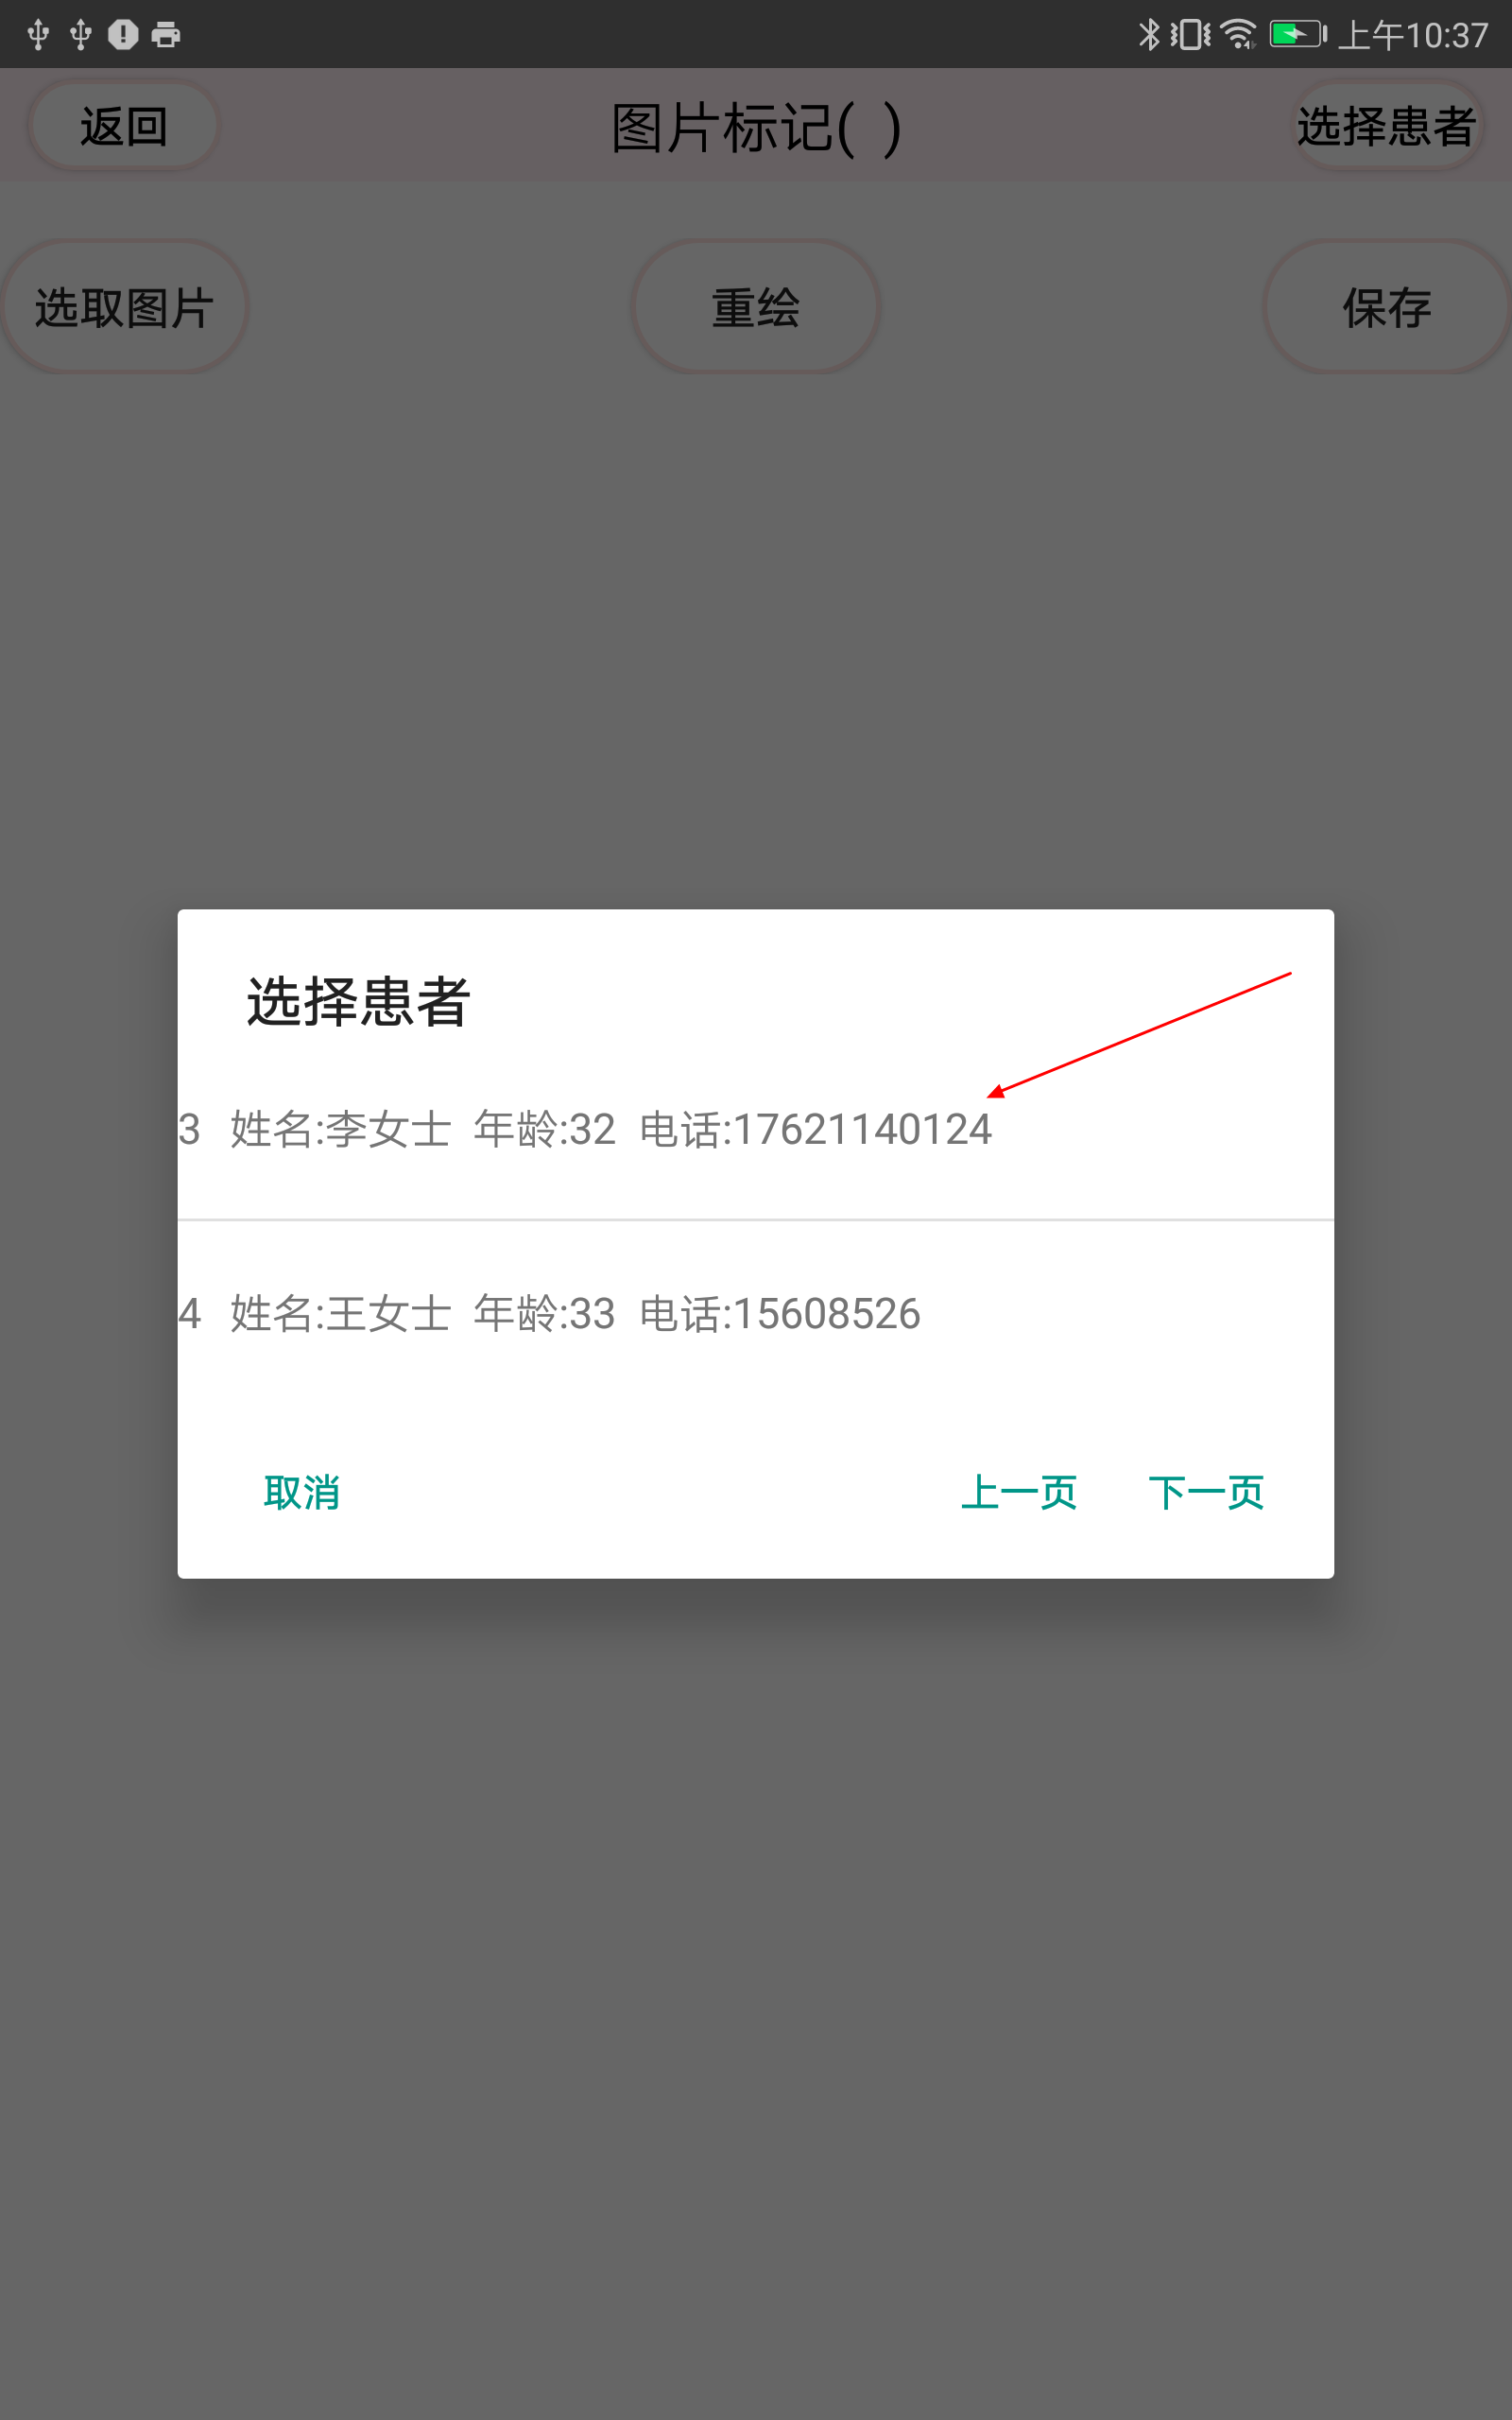 上午10:37
返回 图片标记( ) 选择患者
选取图片 重绘 保存
选择患者
3 姓名:李女士 年龄:32 电话:17621140124
4 姓名:王女士 年龄:33 电话:15608526
取消 上一页 下一页